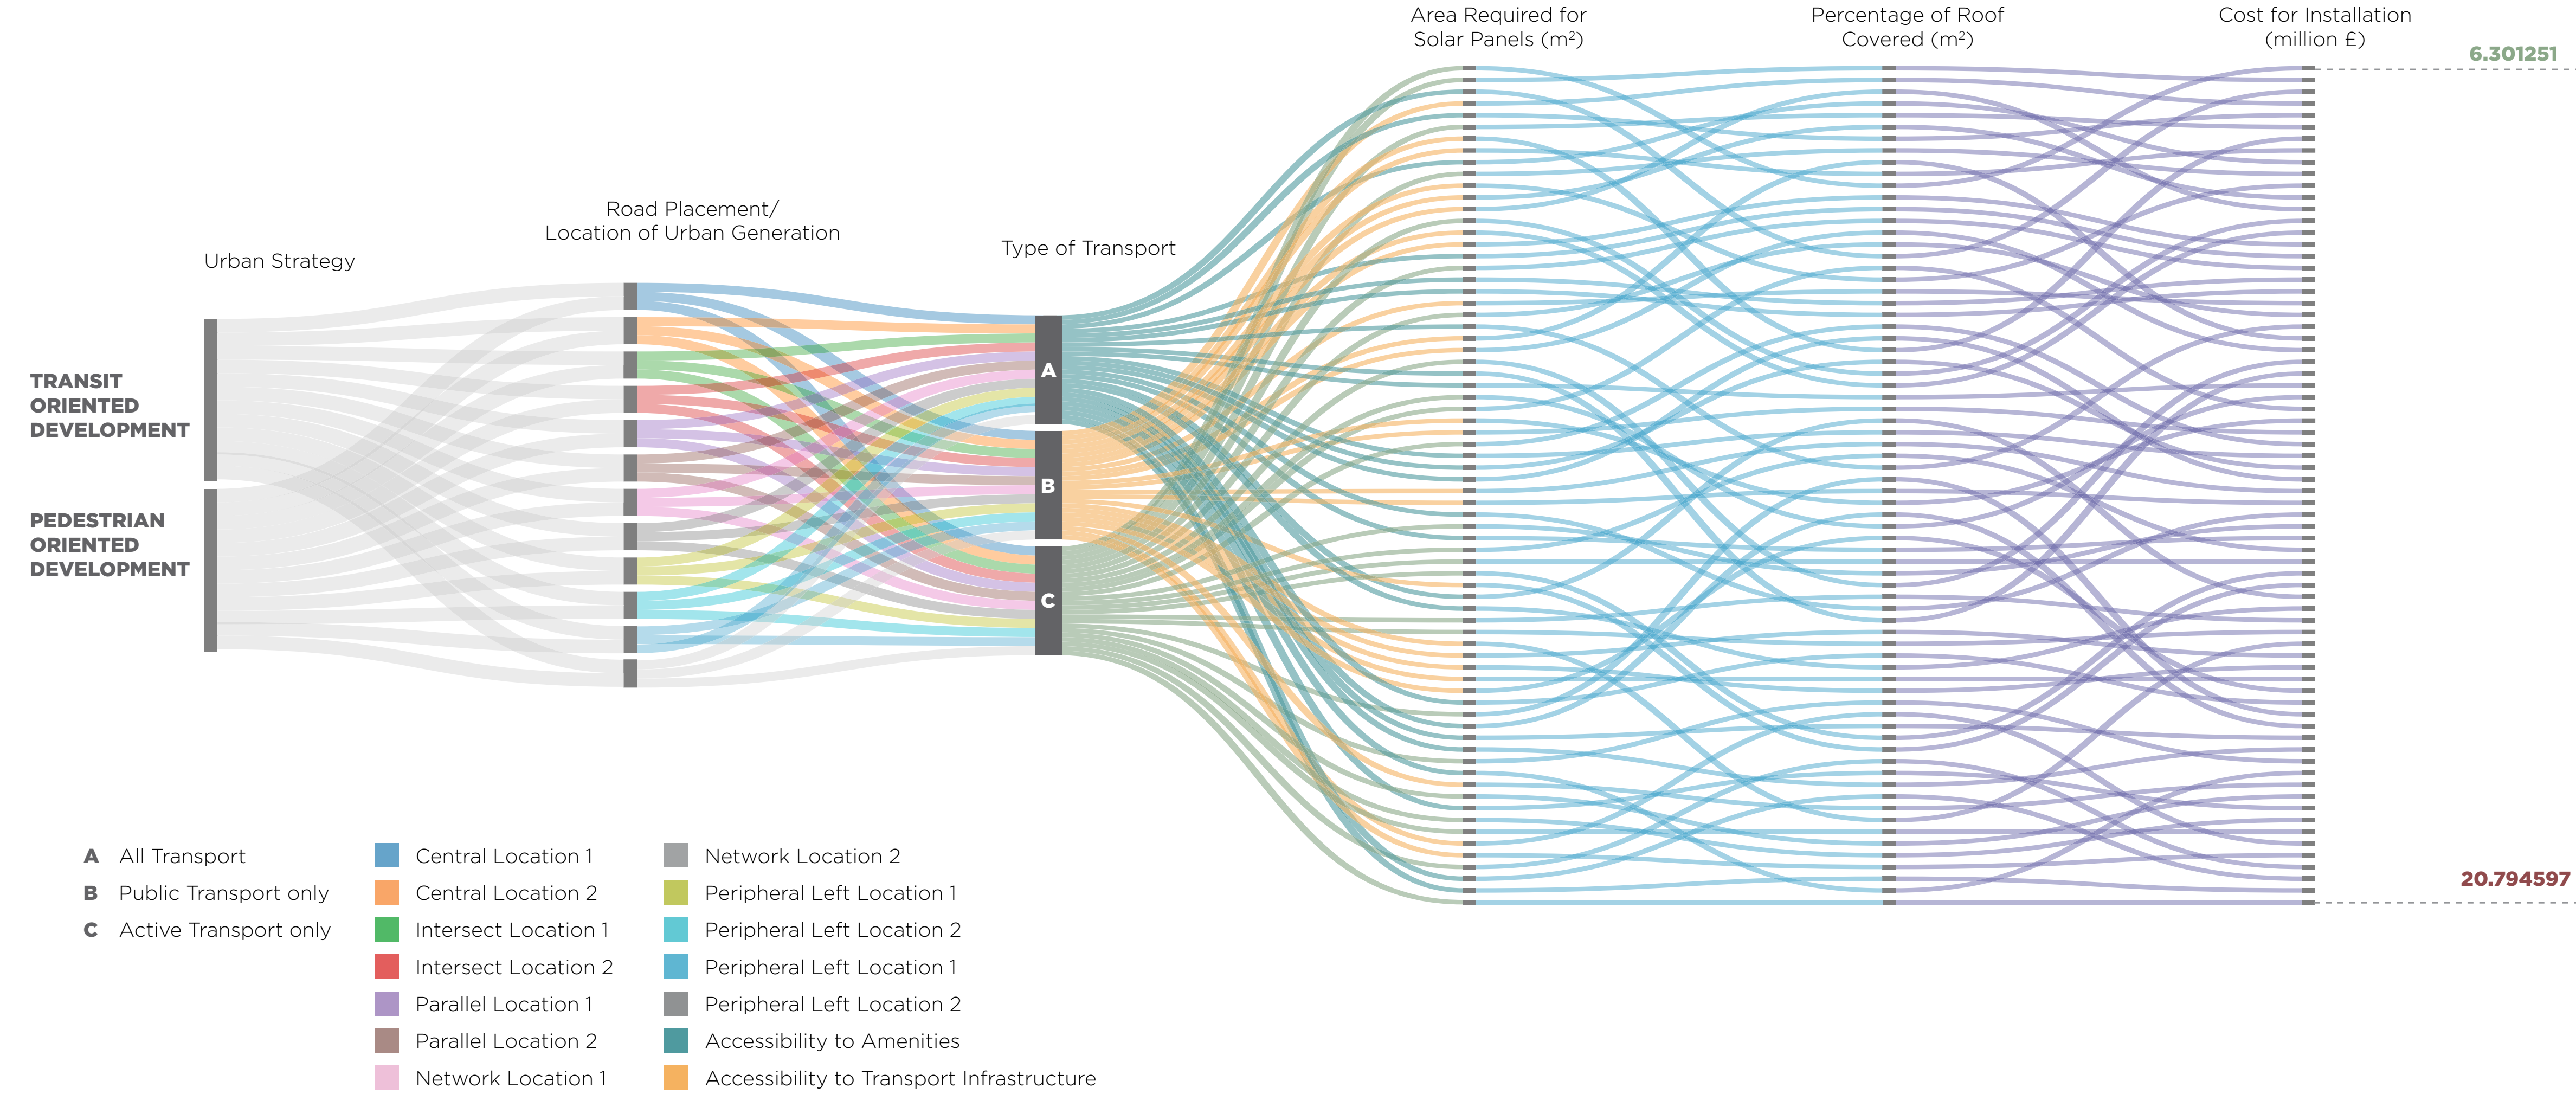 Area Required for
Solar Panels (m²)
Percentage of Roof
Covered (m²)
Cost for Installation
(million £)
6.301251
Road Placement/
Location of Urban Generation
Type of Transport
Urban Strategy
TRANSIT
ORIENTED
DEVELOPMENT
PEDESTRIAN
ORIENTED
DEVELOPMENT
A
B
C
20.794597
A All Transport
B Public Transport only
C Active Transport only
Central Location 1
Central Location 2
Intersect Location 1
Intersect Location 2
Parallel Location 1
Parallel Location 2
Network Location 1
Network Location 2
Peripheral Left Location 1
Peripheral Left Location 2
Peripheral Left Location 1
Peripheral Left Location 2
Accessibility to Amenities
Accessibility to Transport Infrastructure